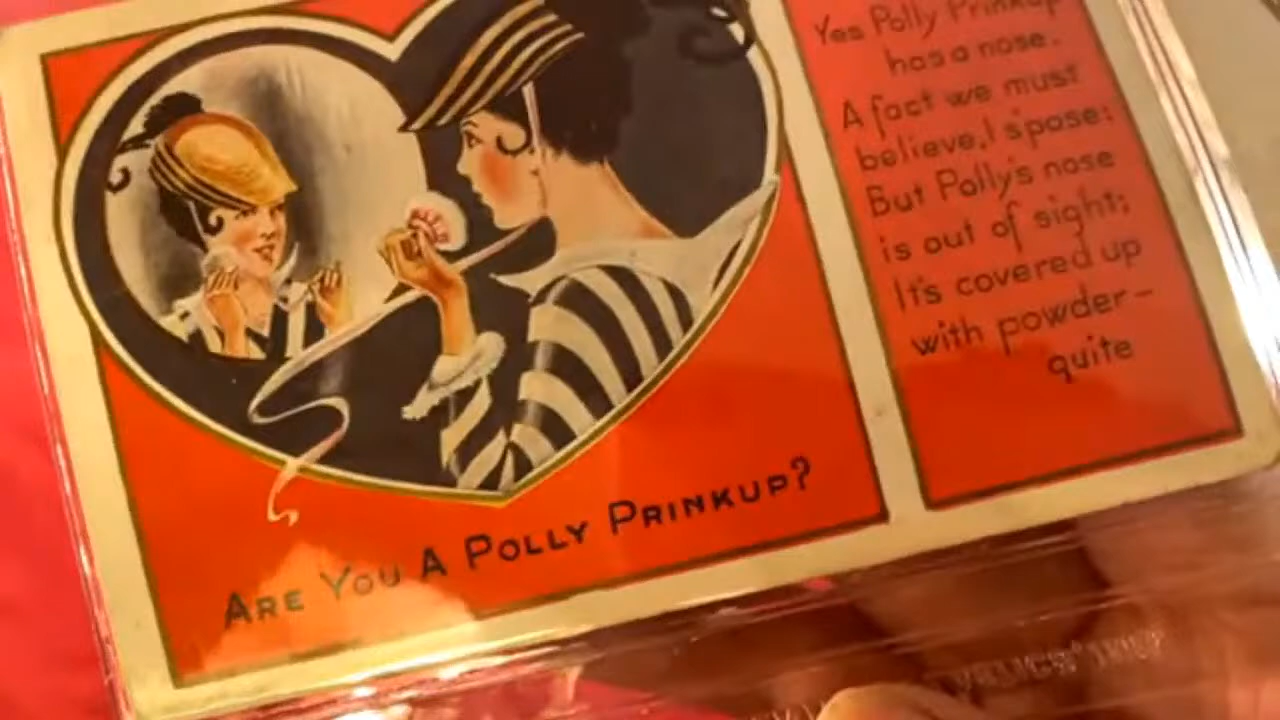 Yes Polly Prinkup
has a nose.
A fact we must
believe, I s'pose:
But Polly's nose
is out of sight;
It's covered up
with powder—
quite
ARE YOU A POLLY PRINKUP?